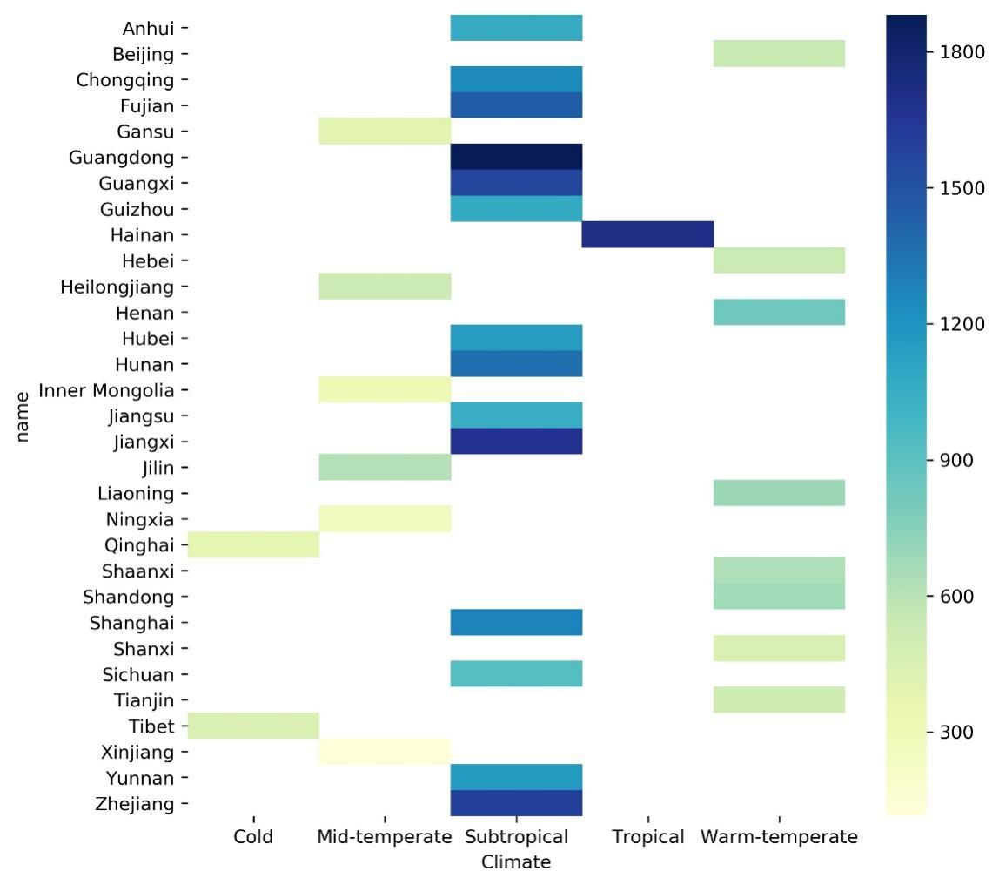 Anhui
Beijing
Chongqing
Fujian
Gansu
Guangdong
Guangxi
Guizhou
Hainan
Hebei
Heilongjiang
Henan
Hubei
Hunan
Inner Mongolia
Jiangsu
Jiangxi
Jilin
Liaoning
Ningxia
Qinghai
Shaanxi
Shandong
Shanghai
Shanxi
Sichuan
Tianjin
Tibet
Xinjiang
Yunnan
Zhejiang
name
Cold Mid-temperate Subtropical Tropical Warm-temperate
Climate
1800
1500
1200
900
600
300